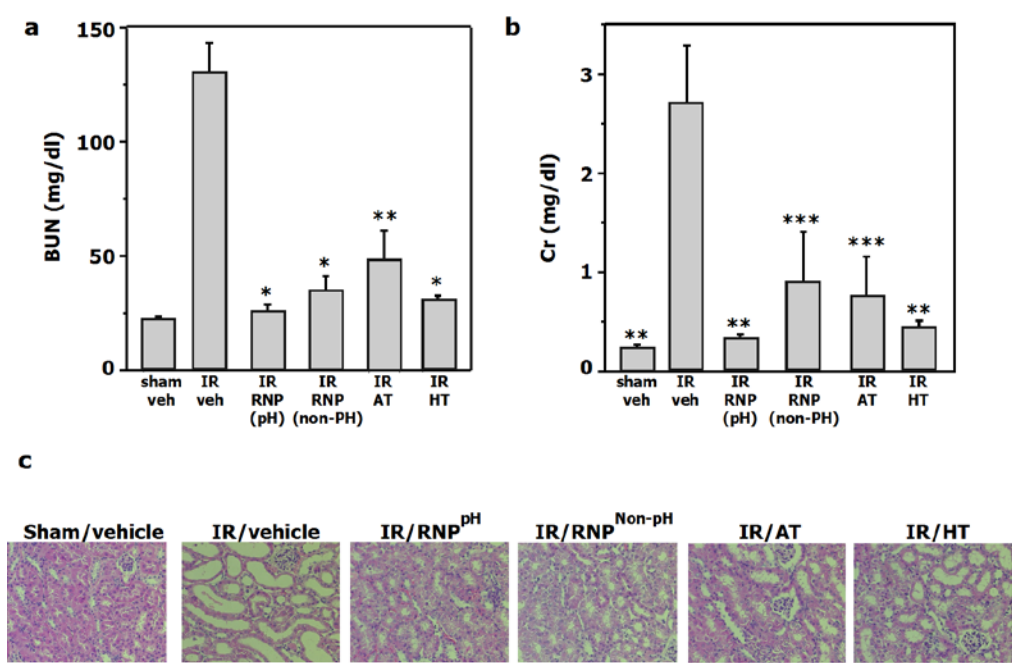 a
150
100
50
0
BUN (mg/dl)
*
*
**
*
sham
veh
IR
veh
IR
RNP
(pH)
IR
RNP
(non-PH)
IR
AT
IR
HT
b
3
2
1
0
Cr (mg/dl)
**
**
***
***
**
sham
veh
IR
veh
IR
RNP
(pH)
IR
RNP
(non-PH)
IR
AT
IR
HT
c
Sham/vehicle
IR/vehicle
IR/RNP^pH
IR/RNP^Non-pH
IR/AT
IR/HT